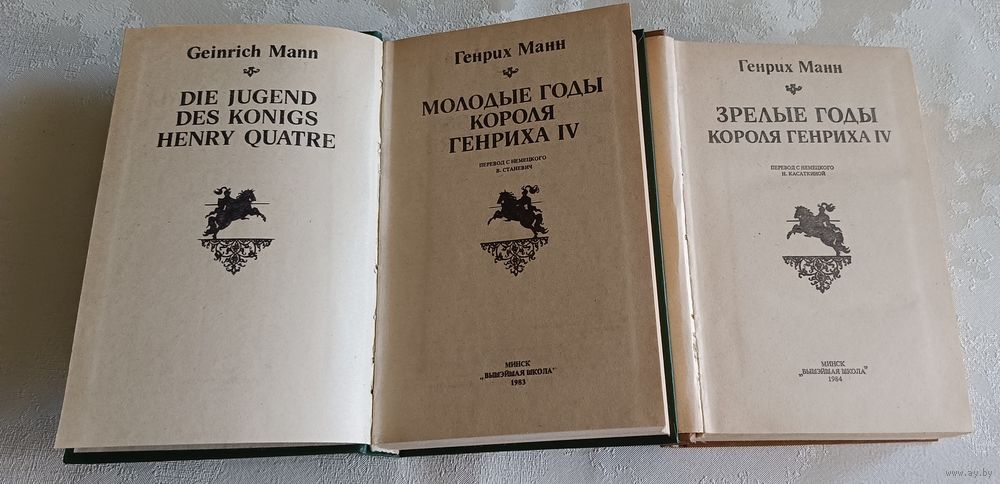 Geinrich Mann
DIE JUGEND
DES KONIGS
HENRY QUATRE
Генрих Манн
МОЛОДЫЕ ГОДЫ
КОРОЛЯ
ГЕНРИХА IV
ПЕРЕВОД С НЕМЕЦКОГО
В. СТАНЕВИЧ
МИНСК
„ВЫШЭЙШАЯ ШКОЛА"
1983
Генрих Манн
ЗРЕЛЫЕ ГОДЫ
КОРОЛЯ ГЕНРИХА IV
ПЕРЕВОД С НЕМЕЦКОГО
Н. КАСАТКИНОЙ
МИНСК
„ВЫШЭЙШАЯ ШКОЛА"
1984
www.ay.by